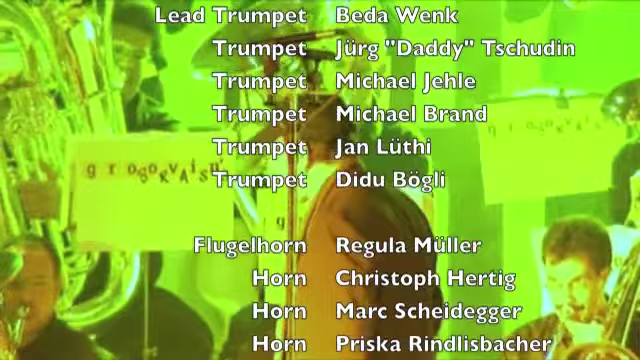 Lead Trumpet Beda Wenk
Trumpet Jürg "Daddy" Tschudin
Trumpet Michael Jehle
Trumpet Michael Brand
Trumpet Jan Lüthi
Trumpet Didu Bögli
Flugelhorn Regula Müller
Horn Christoph Hertig
Horn Marc Scheidegger
Horn Priska Rindlisbacher